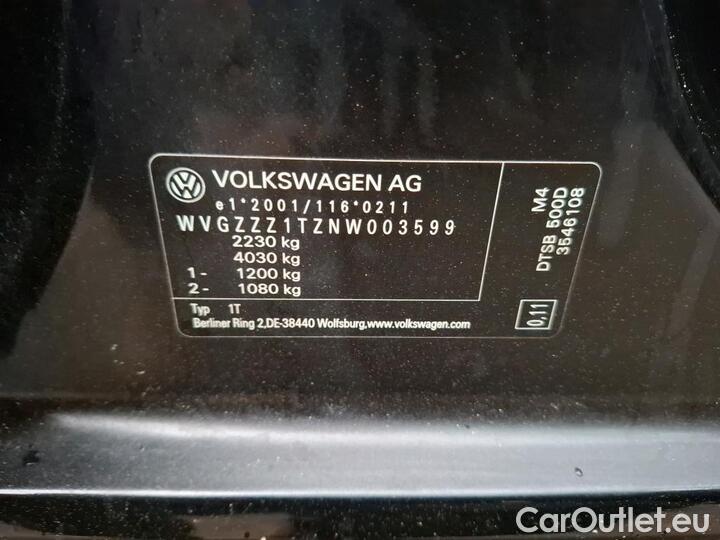 VOLKSWAGEN AG
e1*2001/116*0211
WVGZZZ1TZNW003599
2230 kg
4030 kg
1- 1200 kg
2- 1080 kg
Typ 1T
Berliner Ring 2,DE-38440 Wolfsburg,www.volkswagen.com
M4
DTSB 500D
3546108
0,11
CarOutlet.eu